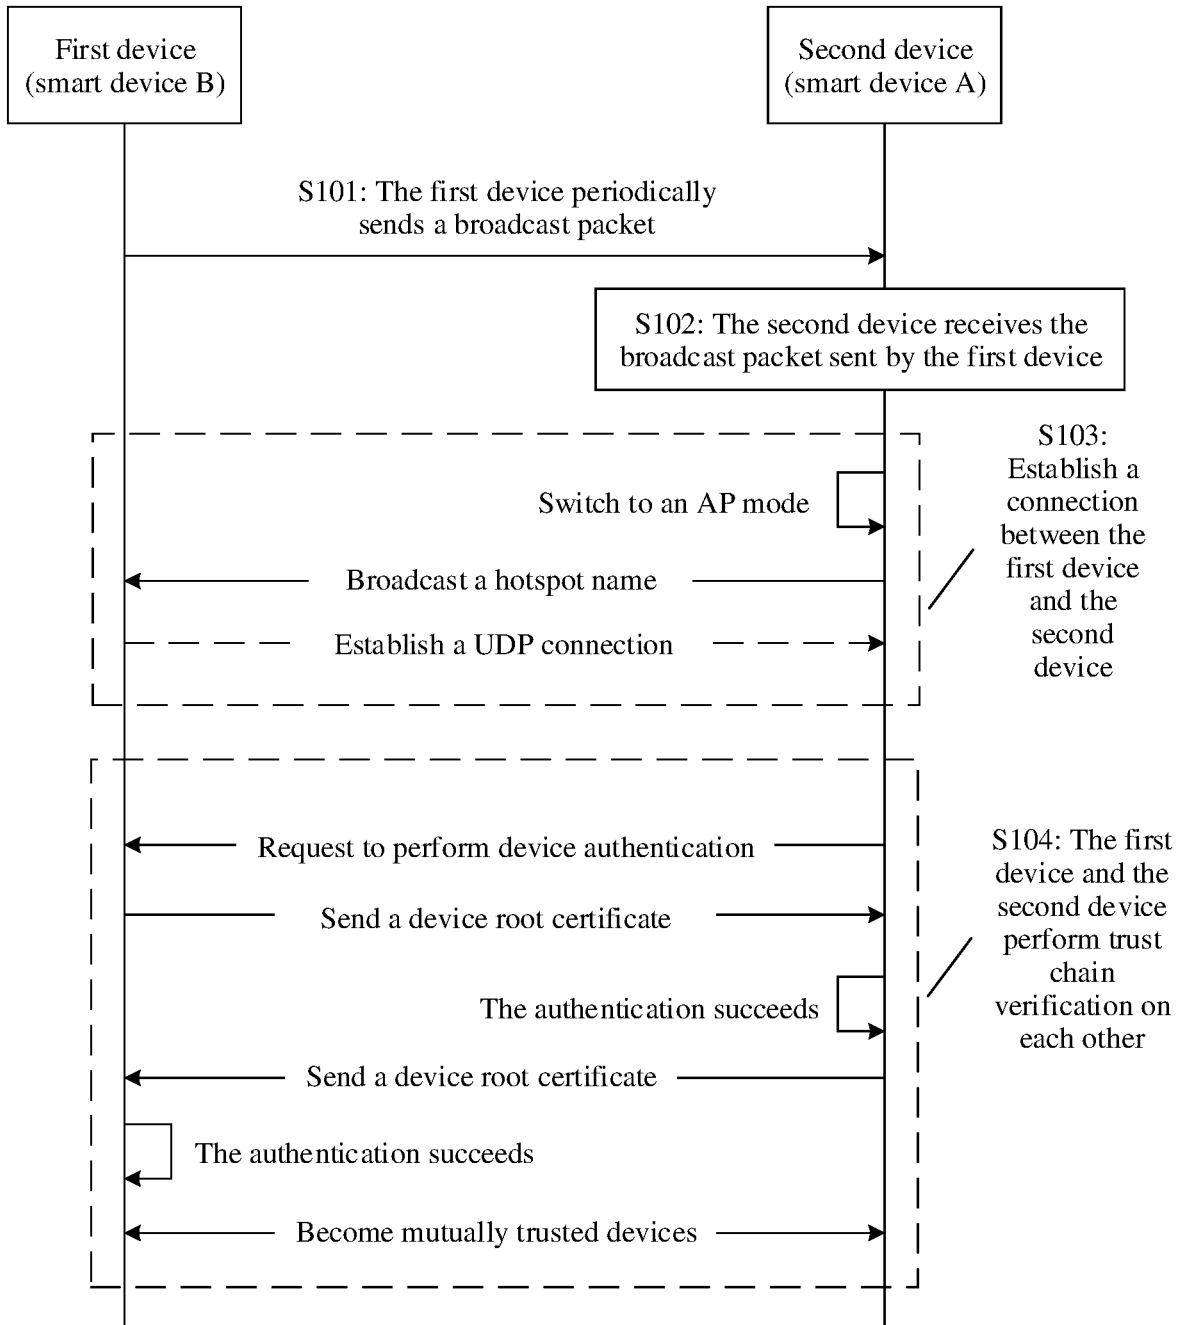 First device
(smart device B)
Second device
(smart device A)
S101: The first device periodically
sends a broadcast packet
S102: The second device receives the
broadcast packet sent by the first device
S103:
Establish a
connection
between the
first device
and the
second
device
Switch to an AP mode
Broadcast a hotspot name
Establish a UDP connection
S104: The first
device and the
second device
perform trust
chain
verification on
each other
Request to perform device authentication
Send a device root certificate
The authentication succeeds
Send a device root certificate
The authentication succeeds
Become mutually trusted devices